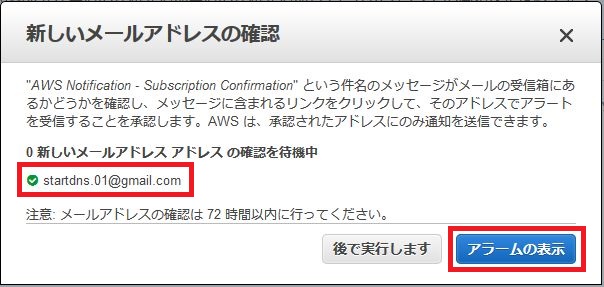 新しいメールアドレスの確認
"AWS Notification - Subscription Confirmation" という件名のメッセージがメールの受信箱にあ
るかどうかを確認し、メッセージに含まれるリンクをクリックして、そのアドレスでアラート
を受信することを承認します。AWS は、承認されたアドレスにのみ通知を送信できます。
0 新しいメールアドレス アドレス の確認を待機中
startdns.01@gmail.com
注意: メールアドレスの確認は 72 時間以内に行ってください。
後で実行します
アラームの表示